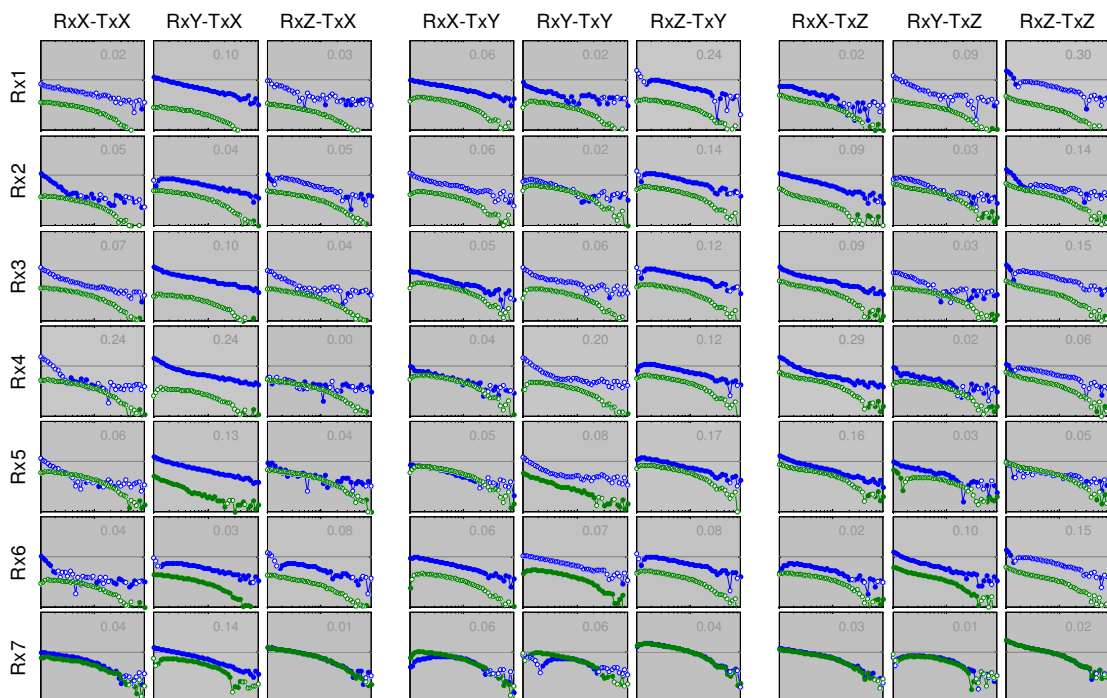 RxX-TxX RxY-TxX RxZ-TxX RxX-TxY RxY-TxY RxZ-TxY RxX-TxZ RxY-TxZ RxZ-TxZ
Rx1 0.02 0.10 0.03 0.06 0.02 0.24 0.02 0.09 0.30
Rx2 0.05 0.04 0.05 0.06 0.02 0.14 0.09 0.03 0.14
Rx3 0.07 0.10 0.04 0.05 0.06 0.12 0.09 0.03 0.15
Rx4 0.24 0.24 0.00 0.04 0.20 0.12 0.29 0.02 0.06
Rx5 0.06 0.13 0.04 0.05 0.08 0.17 0.16 0.03 0.05
Rx6 0.04 0.03 0.08 0.06 0.07 0.08 0.02 0.10 0.15
Rx7 0.04 0.14 0.01 0.06 0.06 0.04 0.03 0.01 0.02